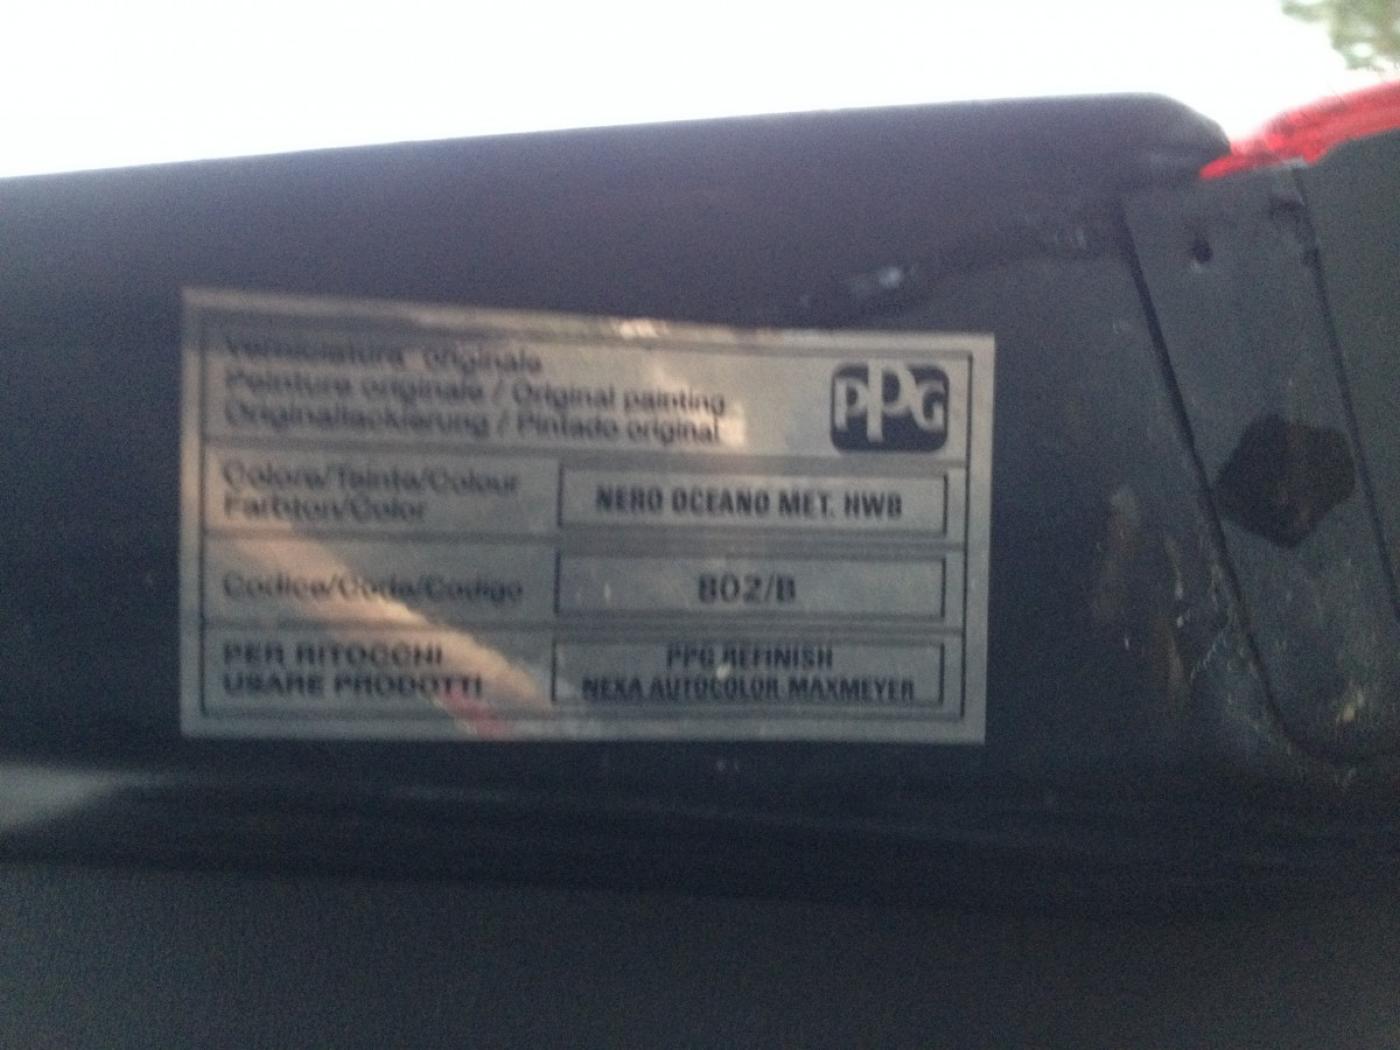 Verniciatura originale
Peinture originale / Original painting
Originallackierung / Pintado original
PPG
Colore/Teinte/Colour
Farbton/Color
NERO OCEANO MET. HWB
Codice/Code/Codigo
802/B
PER RITOCCHI
USARE PRODOTTI
PPG REFINISH
NEXA AUTOCOLOR, MAXMEYER